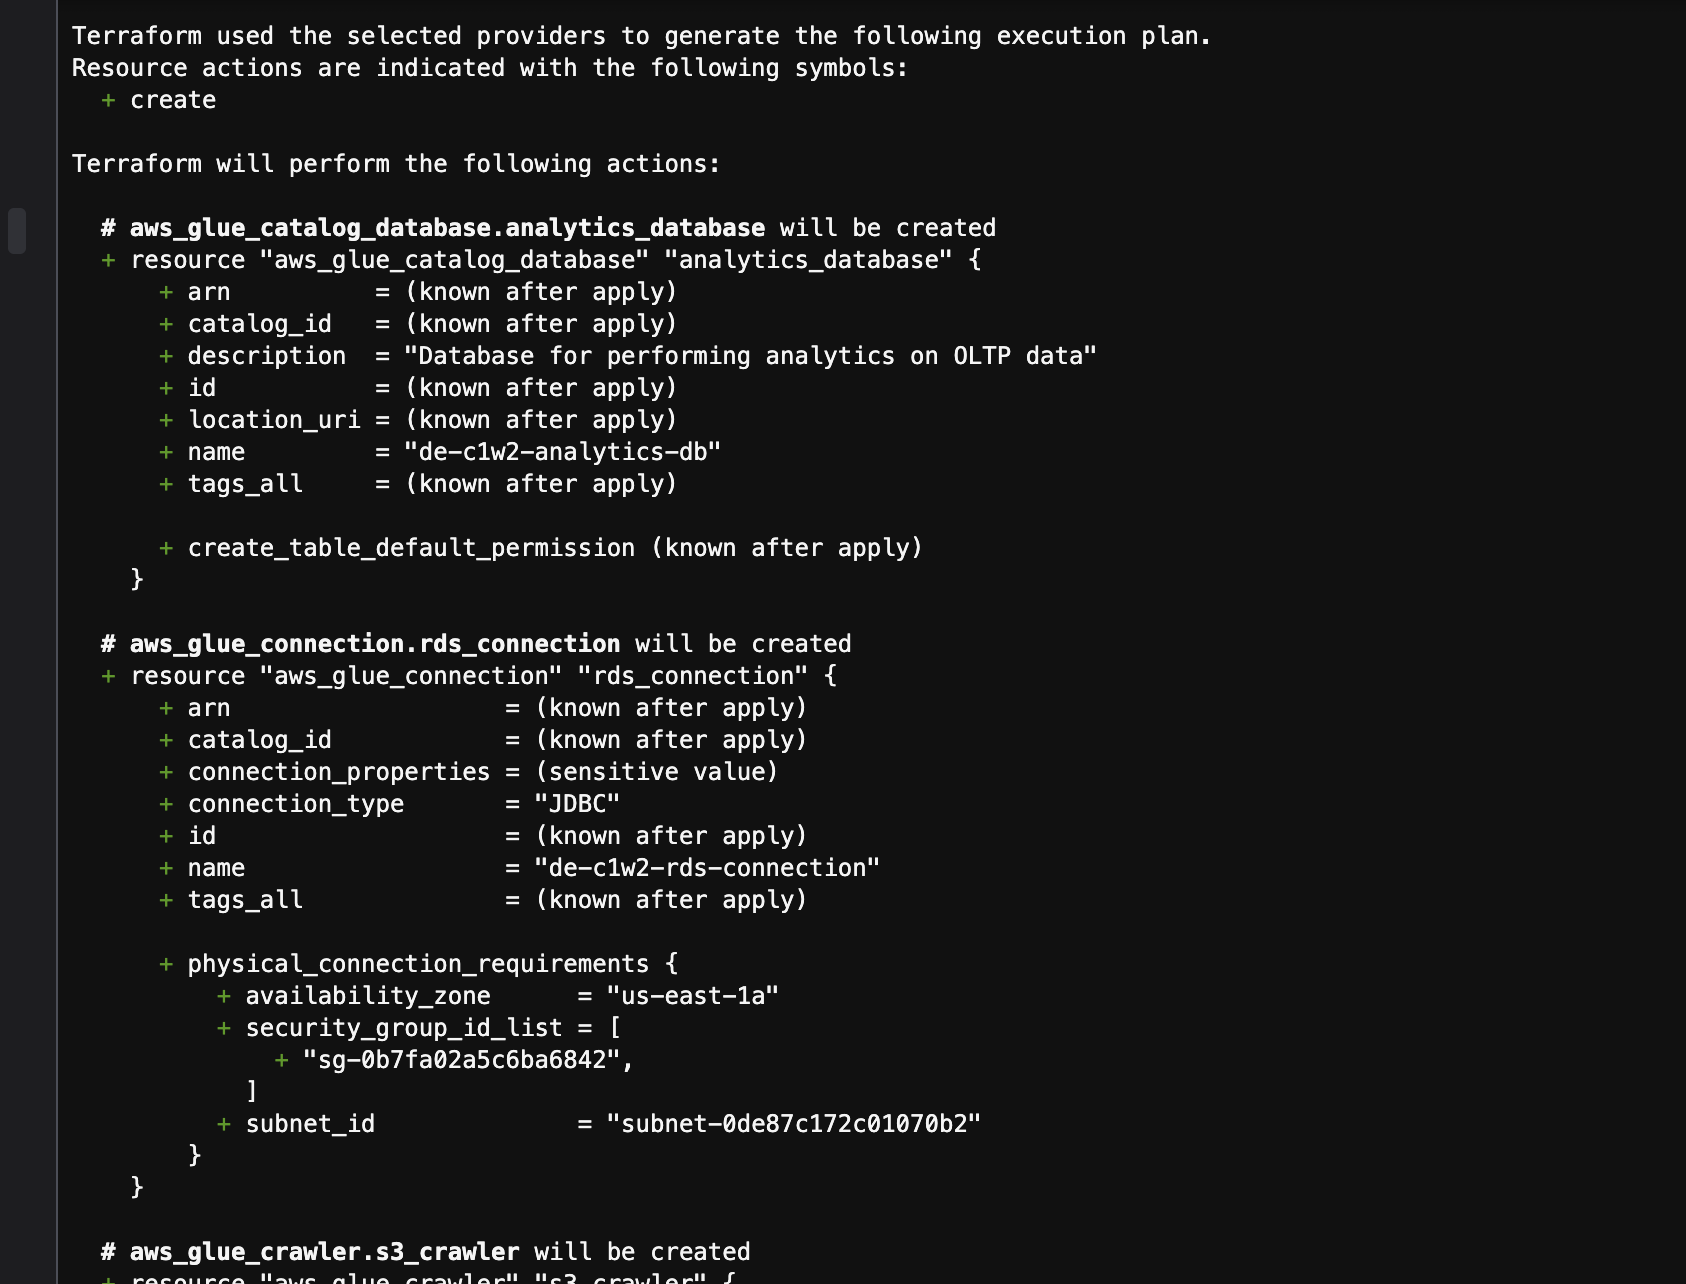 Terraform used the selected providers to generate the following execution plan.
Resource actions are indicated with the following symbols:
  + create

Terraform will perform the following actions:

  # aws_glue_catalog_database.analytics_database will be created
  + resource "aws_glue_catalog_database" "analytics_database" {
      + arn          = (known after apply)
      + catalog_id   = (known after apply)
      + description  = "Database for performing analytics on OLTP data"
      + id           = (known after apply)
      + location_uri = (known after apply)
      + name         = "de-c1w2-analytics-db"
      + tags_all     = (known after apply)

      + create_table_default_permission (known after apply)
    }

  # aws_glue_connection.rds_connection will be created
  + resource "aws_glue_connection" "rds_connection" {
      + arn                   = (known after apply)
      + catalog_id            = (known after apply)
      + connection_properties = (sensitive value)
      + connection_type       = "JDBC"
      + id                    = (known after apply)
      + name                  = "de-c1w2-rds-connection"
      + tags_all              = (known after apply)

      + physical_connection_requirements {
          + availability_zone      = "us-east-1a"
          + security_group_id_list = [
              + "sg-0b7fa02a5c6ba6842",
            ]
          + subnet_id              = "subnet-0de87c172c01070b2"
        }
    }

  # aws_glue_crawler.s3_crawler will be created
  + resource "aws_glue_crawler" "s3_crawler" {